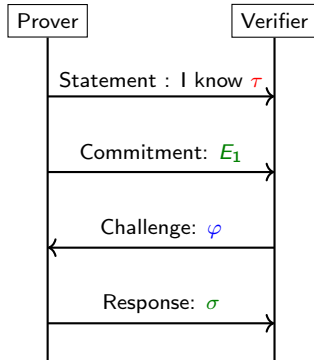 Prover Verifier
Statement : I know τ
Commitment: E₁
Challenge: φ
Response: σ